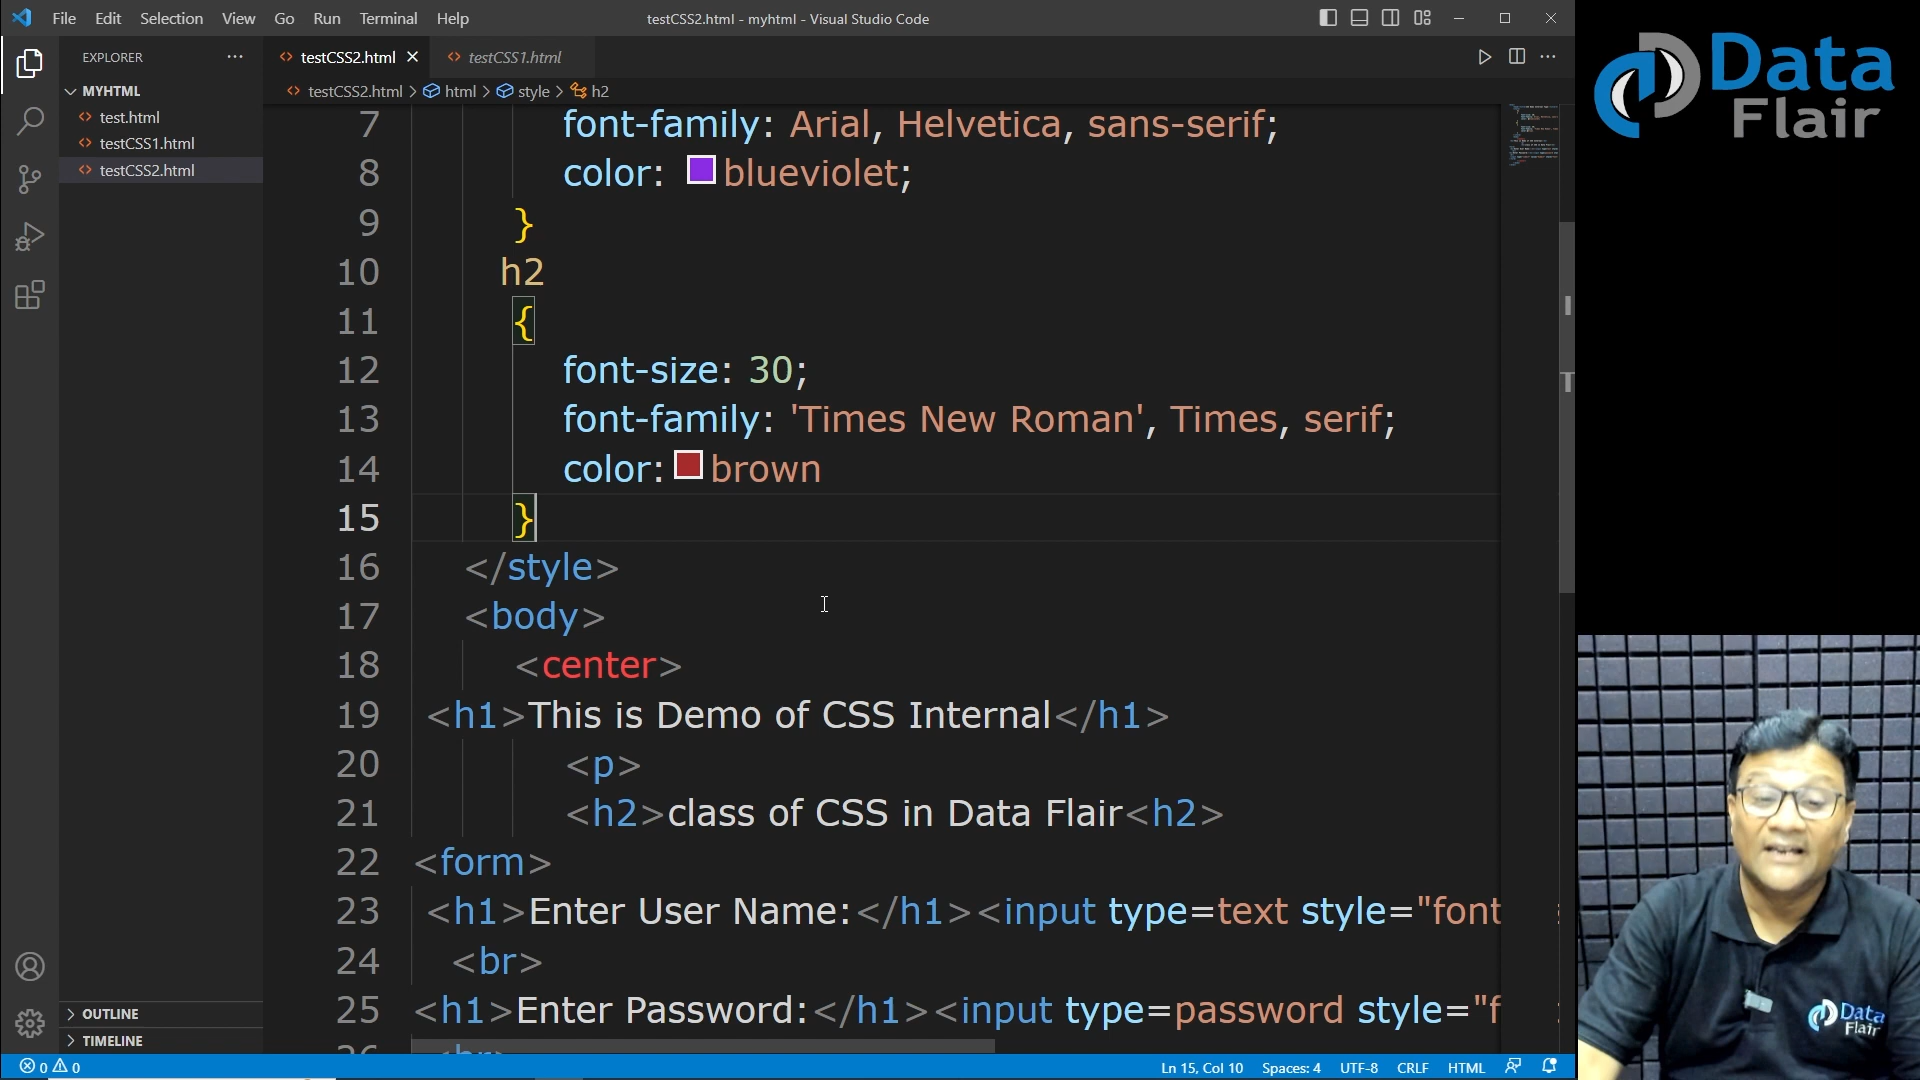 File Edit Selection View Go Run Terminal Help
testCSS2.html - myhtml - Visual Studio Code
EXPLORER
MYHTML
test.html
testCSS1.html
testCSS2.html
OUTLINE
TIMELINE
testCSS2.html testCSS1.html
testCSS2.html > html > style > h2
7 font-family: Arial, Helvetica, sans-serif;
8 color: blueviolet;
9 }
10 h2
11 {
12 font-size: 30;
13 font-family: 'Times New Roman', Times, serif;
14 color: brown
15 }
16 </style>
17 <body>
18 <center>
19 <h1>This is Demo of CSS Internal</h1>
20 <p>
21 <h2>class of CSS in Data Flair<h2>
22 <form>
23 <h1>Enter User Name:</h1><input type=text style="font
24 <br>
25 <h1>Enter Password:</h1><input type=password style="f
26 <br>
0 0
Ln 15, Col 10 Spaces: 4 UTF-8 CRLF HTML
Data
Flair
Data
Flair